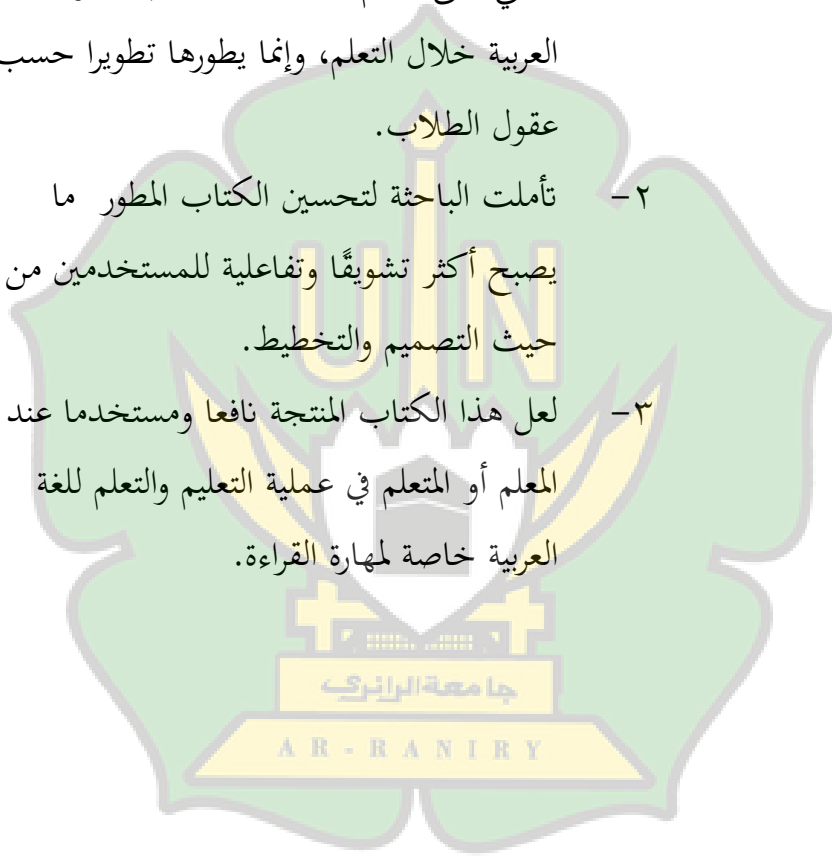 العربية خلال التعلم، وإنما يطورها تطويرا حسب
عقول الطلاب.
٢- تأملت الباحثة لتحسين الكتاب المطور ما
يصبح أكثر تشويقًا وتفاعلية للمستخدمين من
حيث التصميم والتخطيط.
٣- لعل هذا الكتاب المنتجة نافعا ومستخدما عند
المعلم أو المتعلم في عملية التعليم والتعلم للغة
العربية خاصة لمهارة القراءة.
UIN
جامعة الرانري
AR-RANIRY